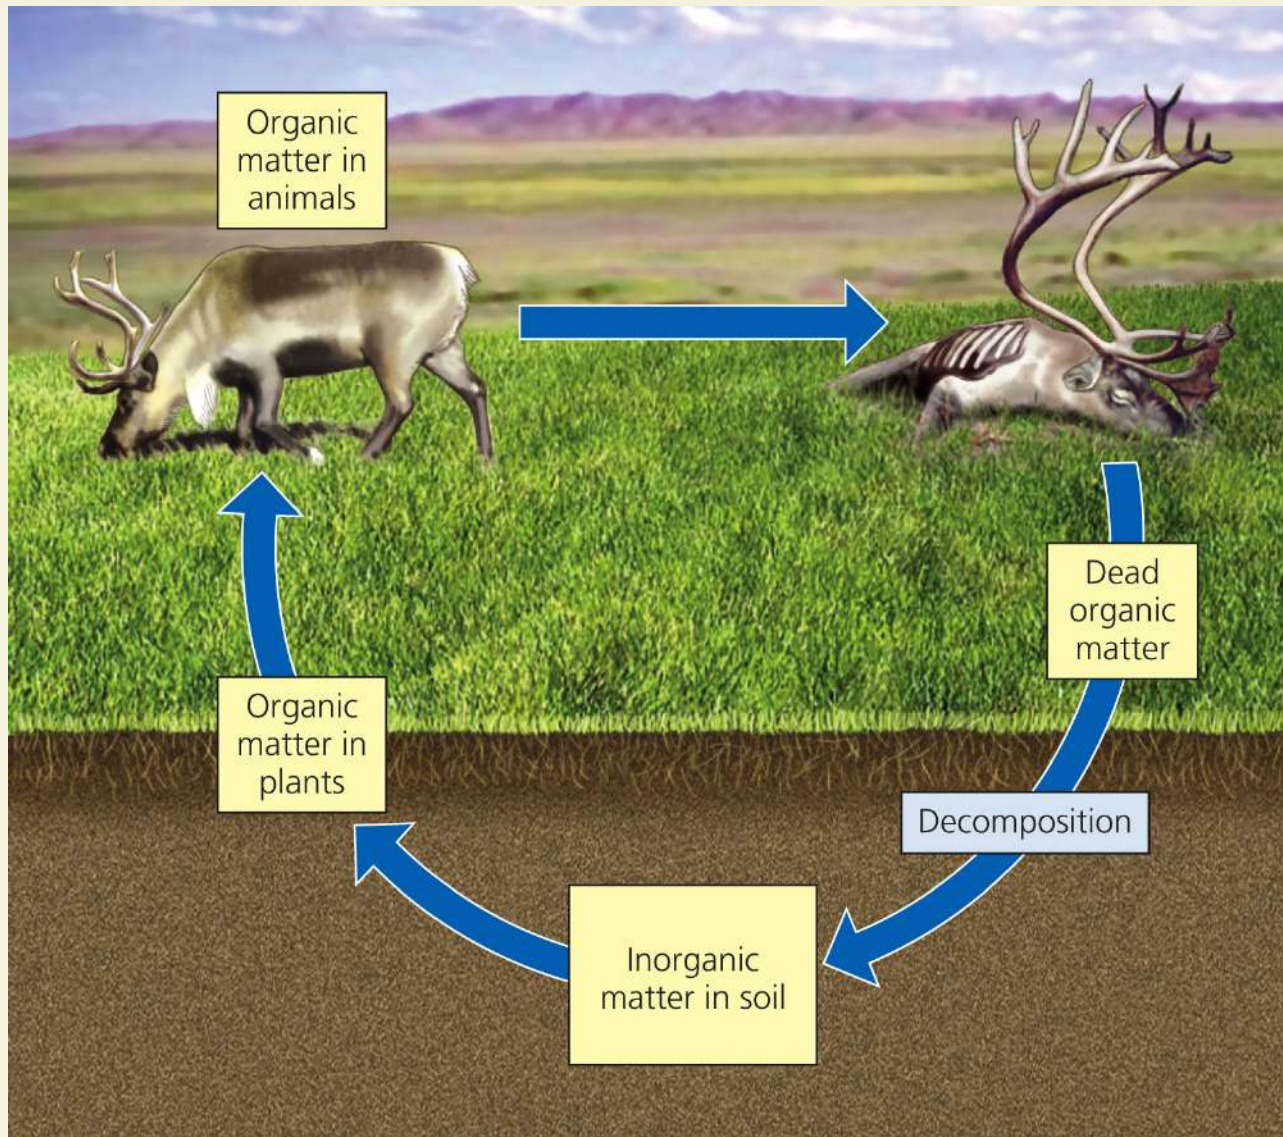 Organic
matter in
animals
Dead
organic
matter
Organic
matter in
plants
Decomposition
Inorganic
matter in soil